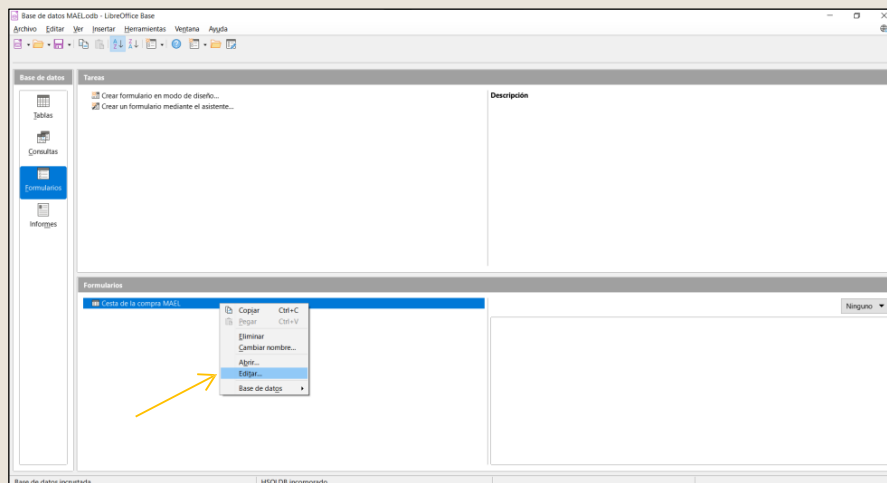 Base de datos MAEL.odb - LibreOffice Base
Archivo Editar Ver Insertar Herramientas Ventana Ayuda
Base de datos
Tareas
Tablas
Consultas
Formularios
Informes
Crear formulario en modo de diseño...
Crear un formulario mediante el asistente...
Descripción
Formularios
Cesta de la compra MAEL
Ninguno
Copiar Ctrl+C
Pegar Ctrl+V
Eliminar
Cambiar nombre...
Abrir...
Editar...
Base de datos
Base de datos incrustada
HSQLDB incorporado